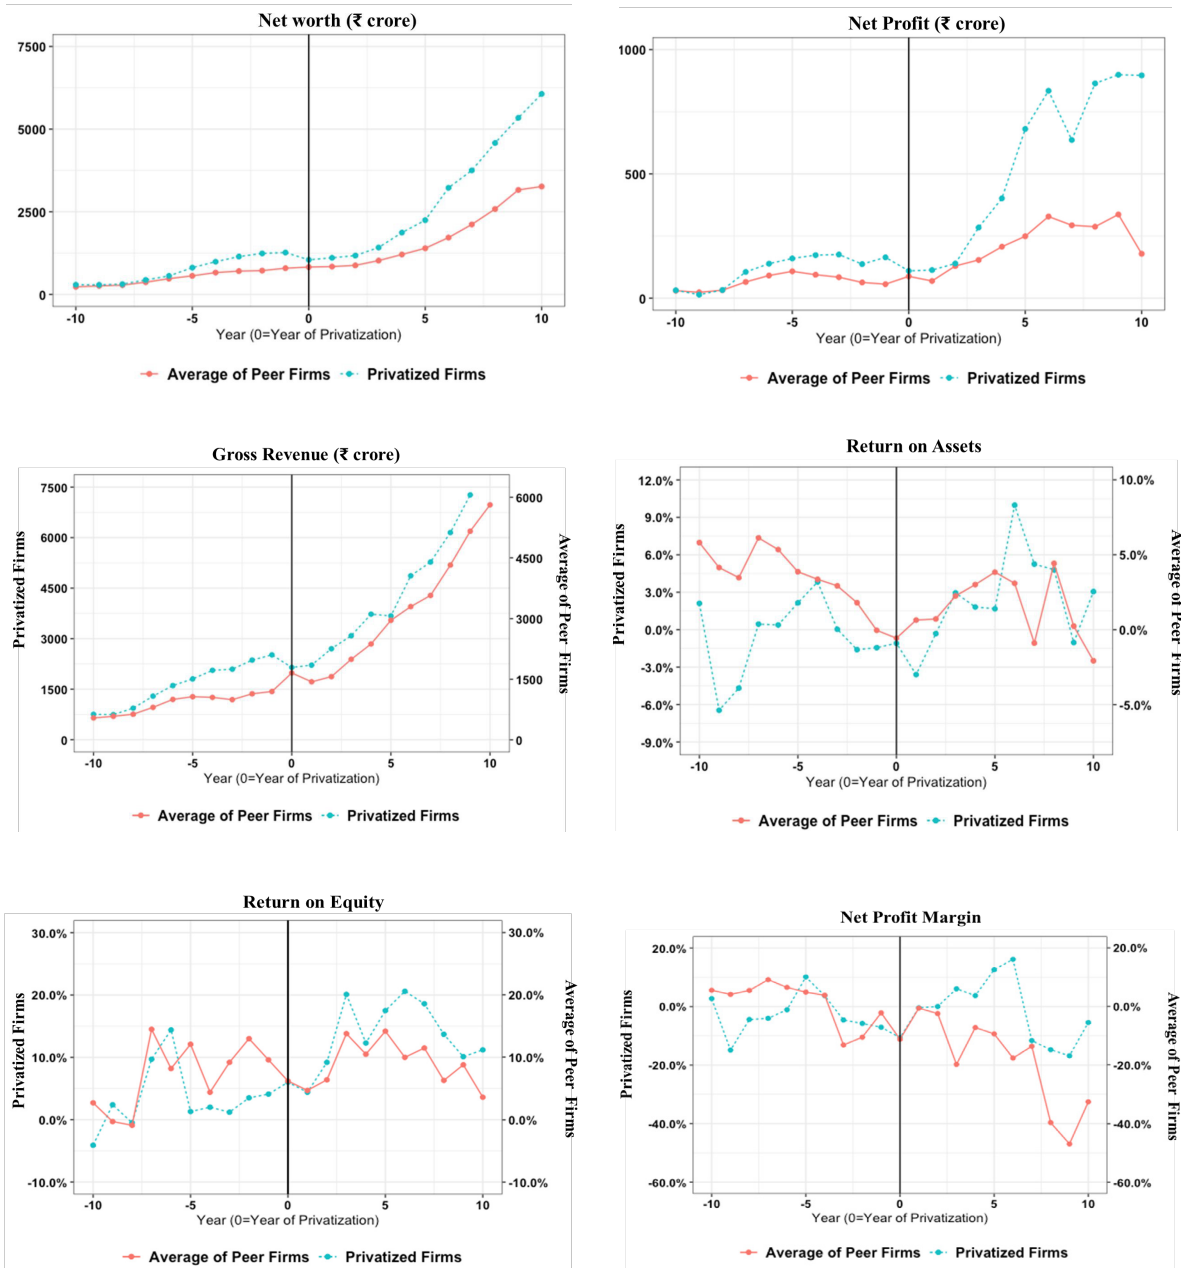 Net worth (₹ crore)
7500
5000
2500
0
-10
-5
0
5
10
Year (0=Year of Privatization)
Average of Peer Firms
Privatized Firms
Net Profit (₹ crore)
1000
500
0
-10
-5
0
5
10
Year (0=Year of Privatization)
Average of Peer Firms
Privatized Firms
Gross Revenue (₹ crore)
Privatized Firms
7500
6000
4500
3000
1500
0
6000
4500
3000
1500
0
Average of Peer Firms
-10
-5
0
5
10
Year (0=Year of Privatization)
Average of Peer Firms
Privatized Firms
Return on Assets
Privatized Firms
12.0%
9.0%
6.0%
3.0%
0.0%
-3.0%
-6.0%
-9.0%
10.0%
5.0%
0.0%
-5.0%
Average of Peer Firms
-10
-5
0
5
10
Year (0=Year of Privatization)
Average of Peer Firms
Privatized Firms
Return on Equity
Privatized Firms
30.0%
20.0%
10.0%
0.0%
-10.0%
30.0%
20.0%
10.0%
0.0%
-10.0%
Average of Peer Firms
-10
-5
0
5
10
Year (0=Year of Privatization)
Average of Peer Firms
Privatized Firms
Net Profit Margin
Privatized Firms
20.0%
0.0%
-20.0%
-40.0%
-60.0%
20.0%
0.0%
-20.0%
-40.0%
-60.0%
Average of Peer Firms
-10
-5
0
5
10
Year (0=Year of Privatization)
Average of Peer Firms
Privatized Firms